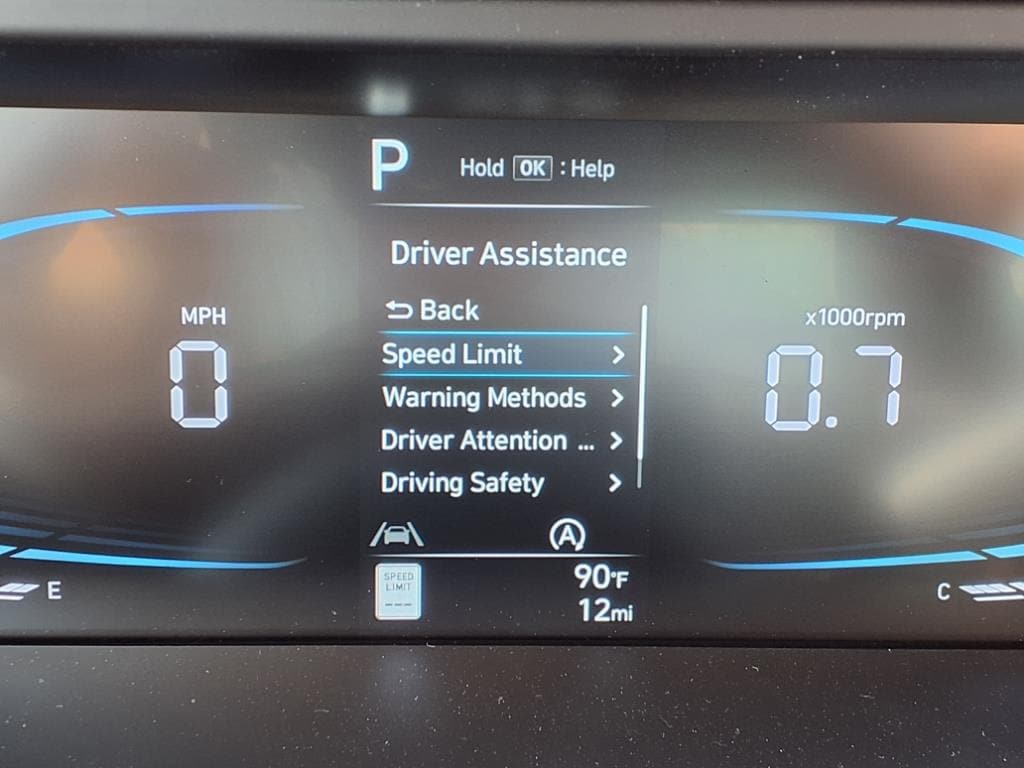 P
Hold OK : Help
Driver Assistance
Back
Speed Limit
Warning Methods
Driver Attention ...
Driving Safety
MPH
0
x1000rpm
0.7
A
SPEED
LIMIT
---
90°F
12mi
E
C